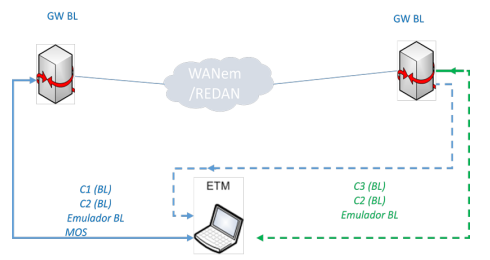 GW BL
GW BL
WANem
/REDAN
ETM
C1 (BL)
C2 (BL)
Emulador BL
MOS
C3 (BL)
C2 (BL)
Emulador BL